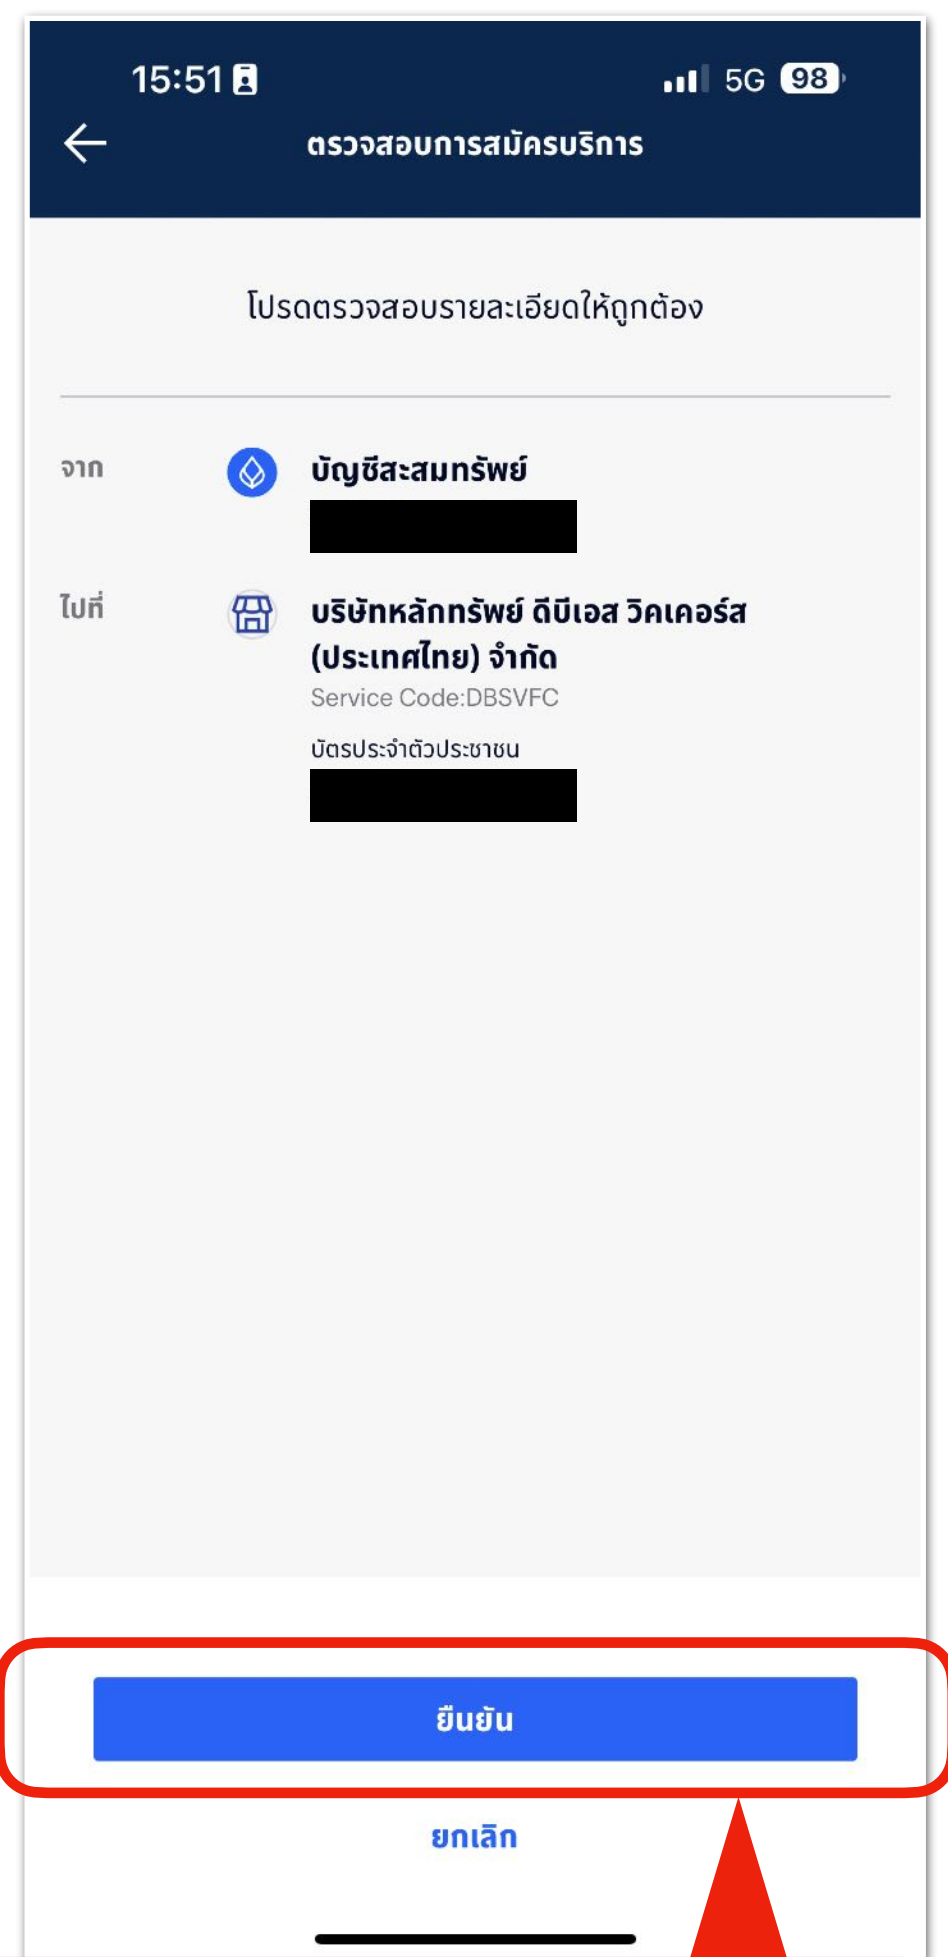 15:51
5G 98
ตรวจสอบการสมัครบริการ
โปรดตรวจสอบรายละเอียดให้ถูกต้อง
จาก
บัญชีสะสมทรัพย์
ไปที่
บริษัทหลักทรัพย์ ดีบีเอส วิคเคอร์ส
(ประเทศไทย) จำกัด
Service Code:DBSVFC
บัตรประจำตัวประชาชน
ยืนยัน
ยกเลิก